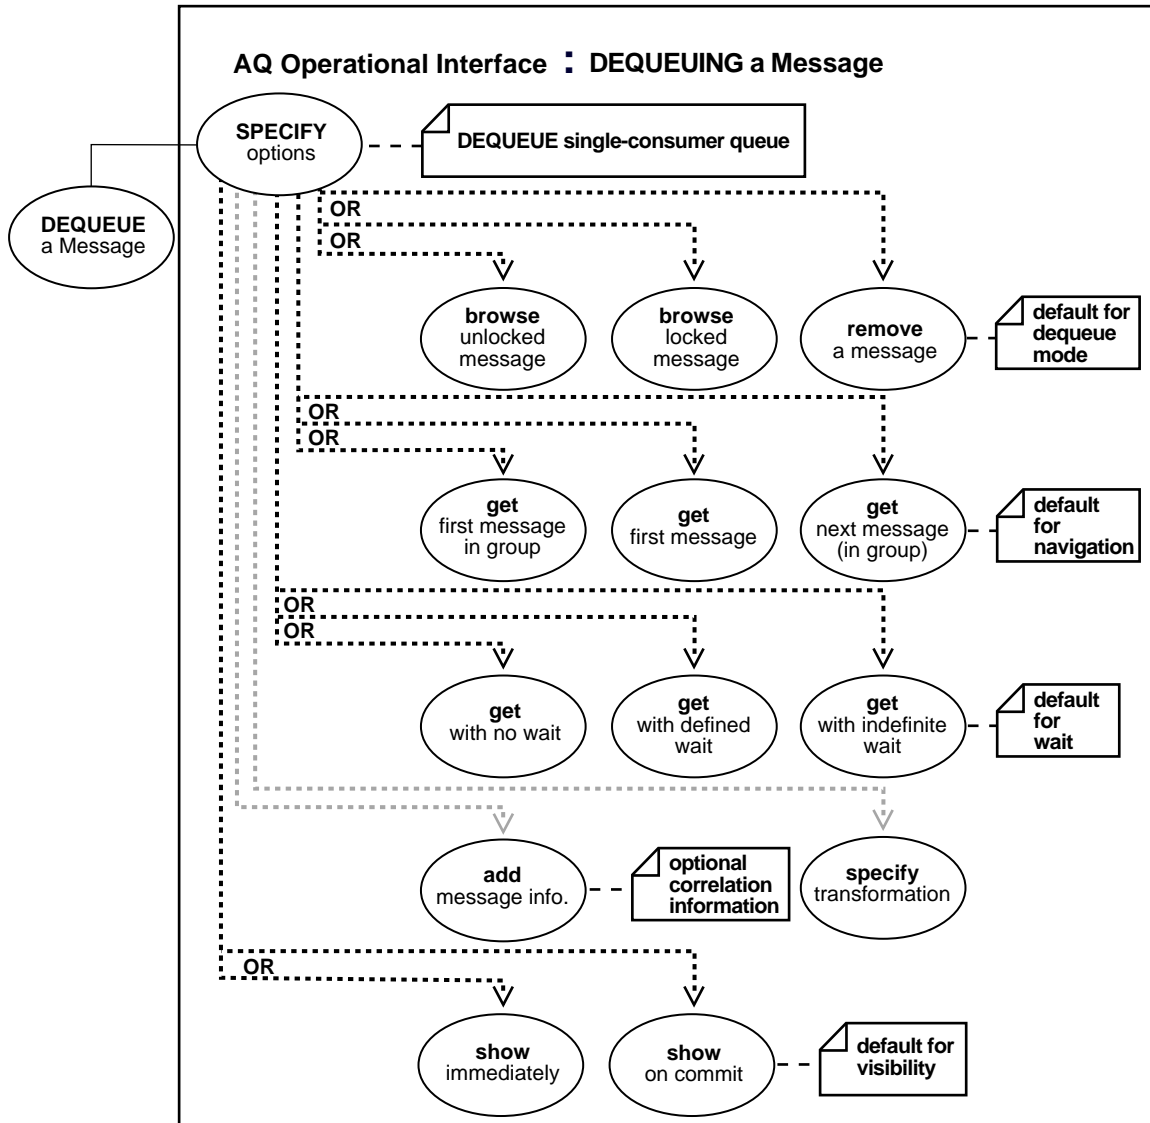 AQ Operational Interface : DEQUEUING a Message
SPECIFY
options
DEQUEUE single-consumer queue
DEQUEUE
a Message
OR
OR
browse
unlocked
message
browse
locked
message
remove
a message
default for
dequeue
mode
OR
OR
get
first message
in group
get
first message
get
next message
(in group)
default
for
navigation
OR
OR
get
with no wait
get
with defined
wait
get
with indefinite
wait
default
for
wait
add
message info.
optional
correlation
information
specify
transformation
OR
show
immediately
show
on commit
default for
visibility